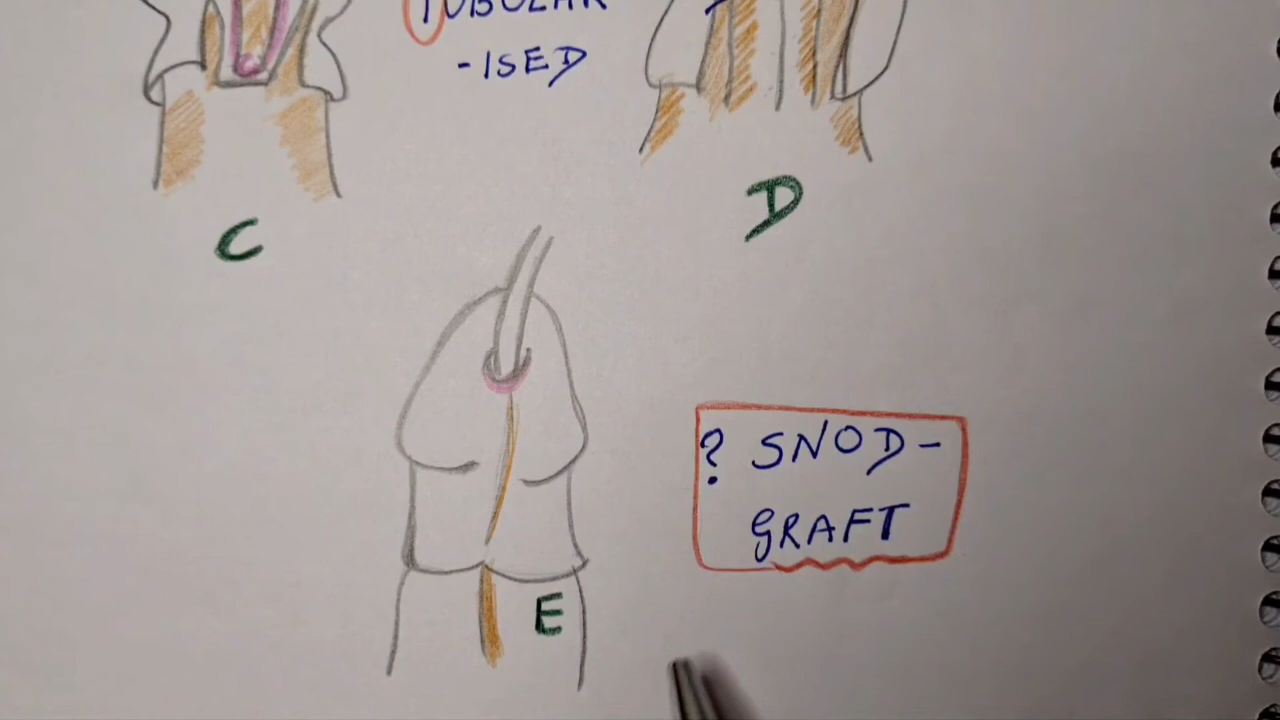 TUBULAR
-ISED
C
D
? SNOD-
GRAFT
E